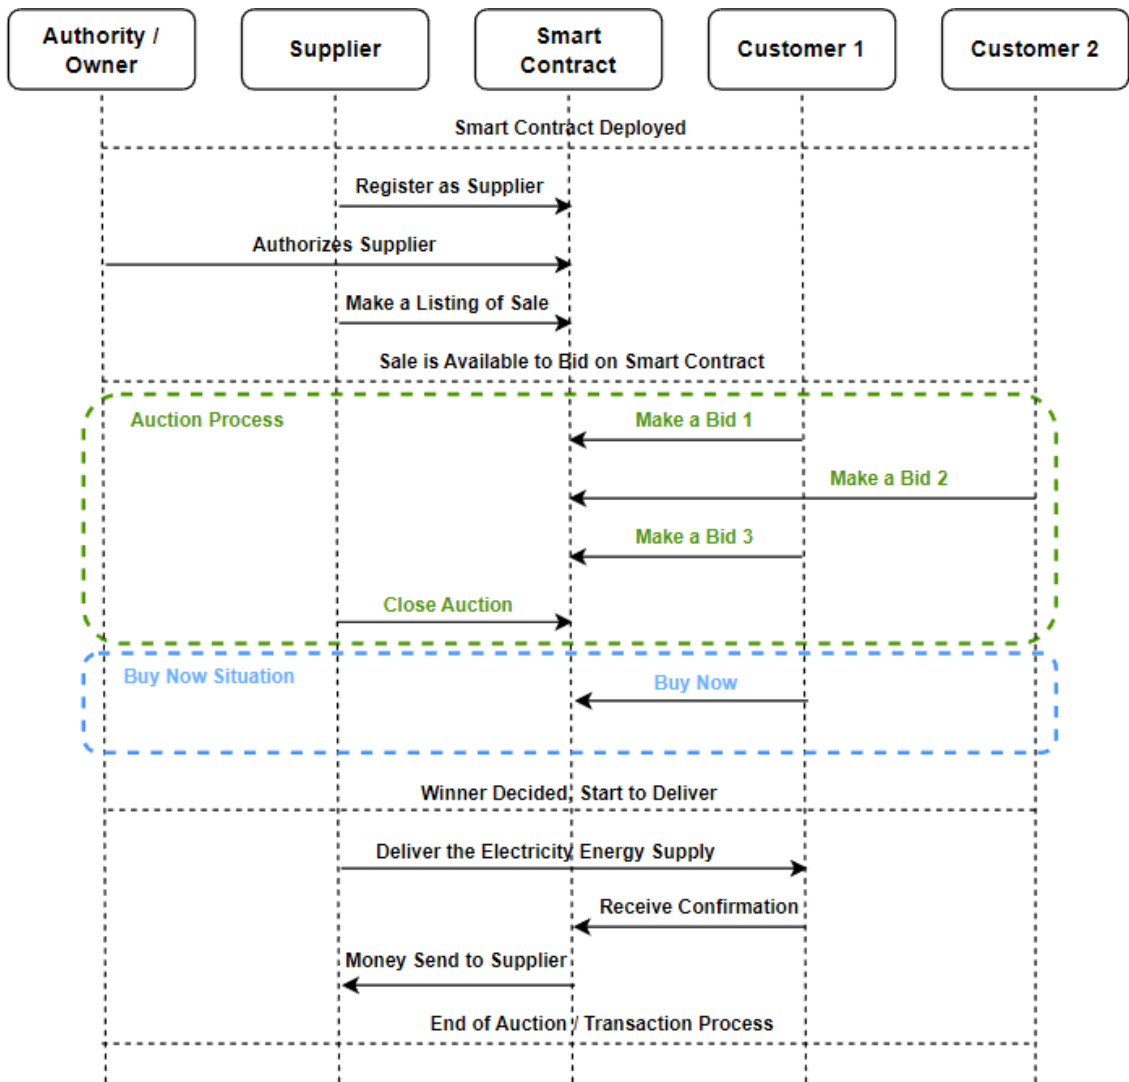 Authority /
Owner
Supplier
Smart
Contract
Customer 1
Customer 2
Smart Contract Deployed
Register as Supplier
Authorizes Supplier
Make a Listing of Sale
Sale is Available to Bid on Smart Contract
Auction Process
Make a Bid 1
Make a Bid 2
Make a Bid 3
Close Auction
Buy Now Situation
Buy Now
Winner Decided, Start to Deliver
Deliver the Electricity Energy Supply
Receive Confirmation
Money Send to Supplier
End of Auction / Transaction Process